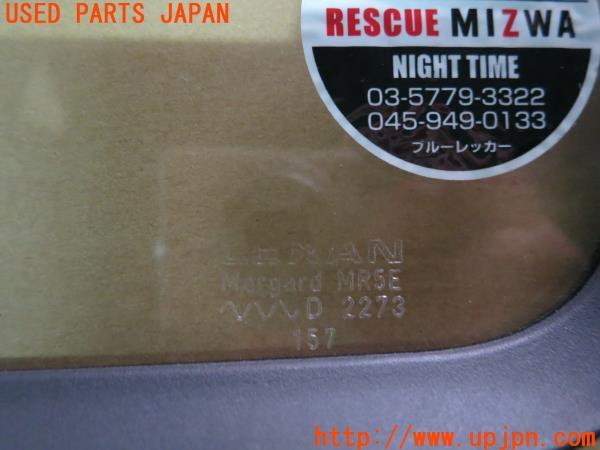 USED PARTS JAPAN
RESCUE MIZWA
NIGHT TIME
03-5779-3322
045-949-0133
ブルーレッカー
LEXAN
Margard MR5E
D 2273
157
http://www.upjpn.com/